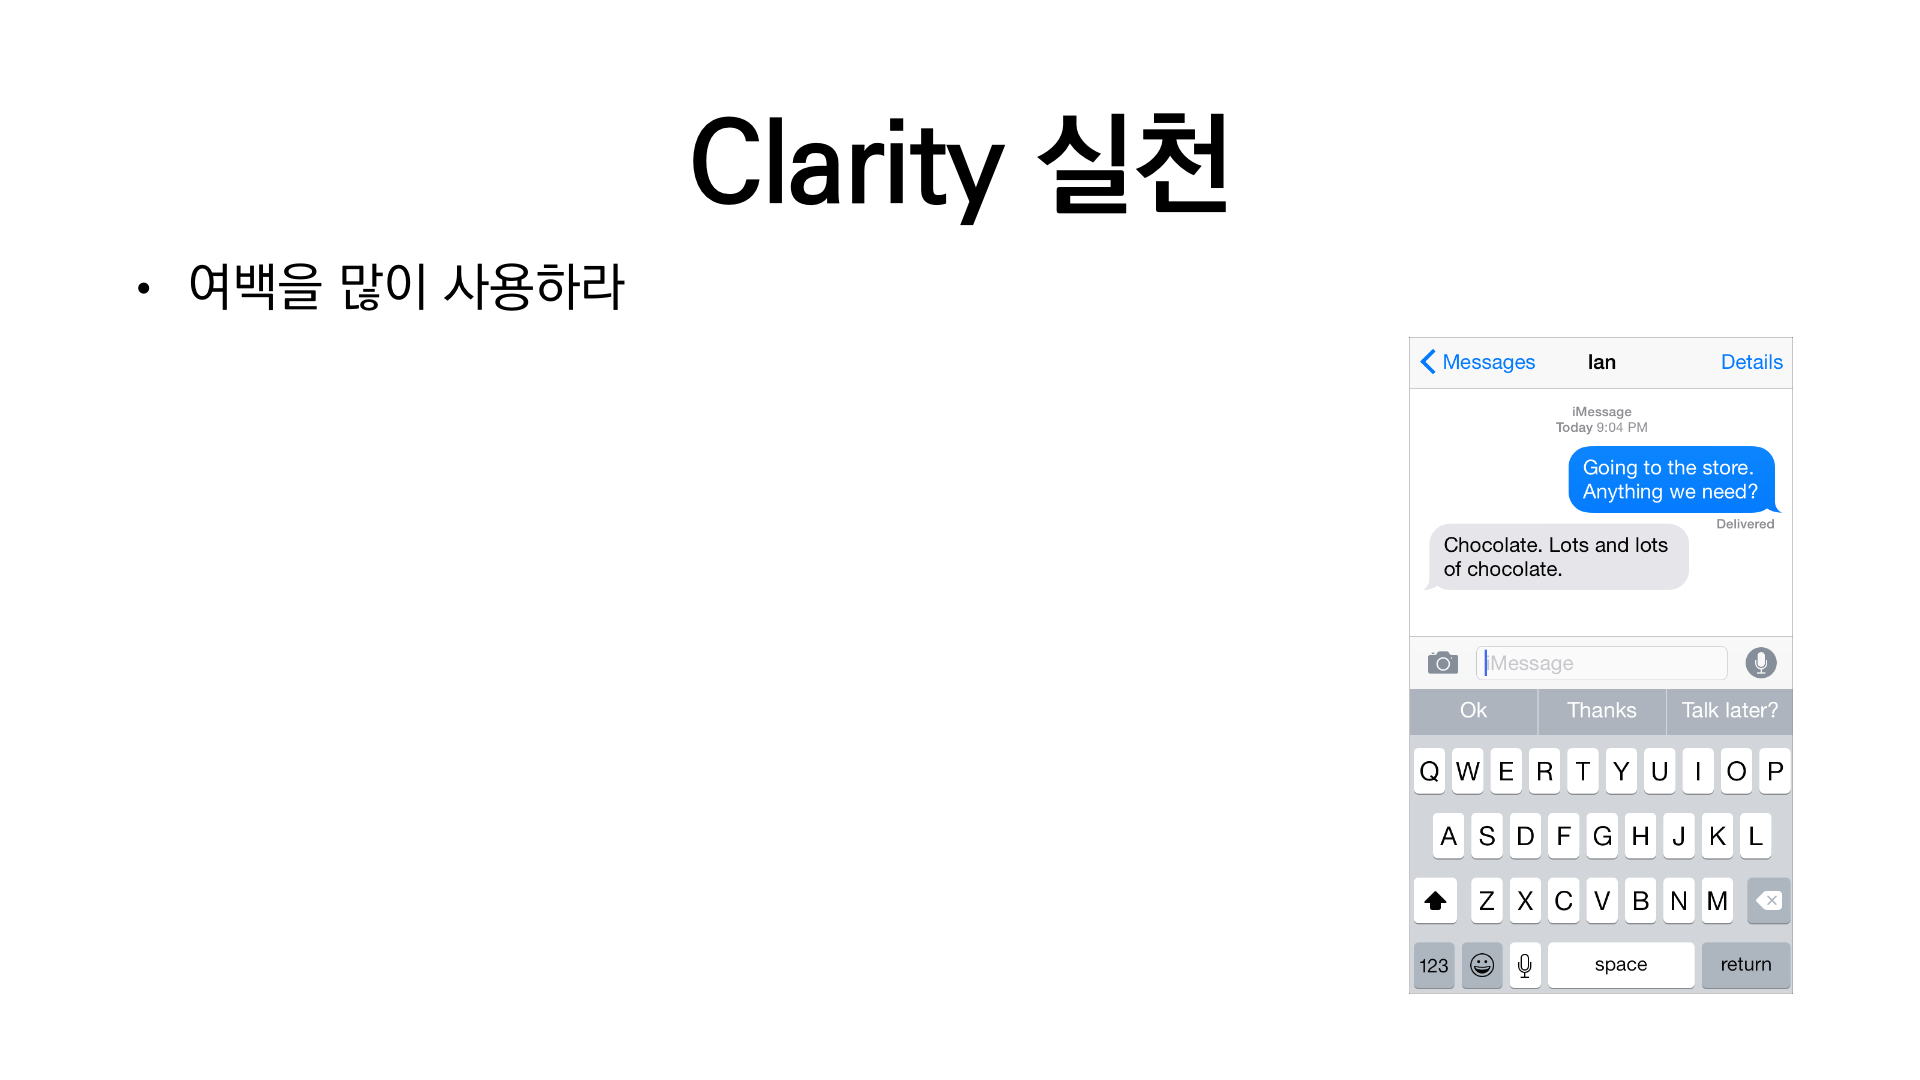 Clarity 실천
• 여백을 많이 사용하라
Messages Ian Details
iMessage
Today 9:04 PM
Going to the store.
Anything we need?
Delivered
Chocolate. Lots and lots
of chocolate.
iMessage
Ok Thanks Talk later?
Q W E R T Y U I O P
A S D F G H J K L
Z X C V B N M
123 space return